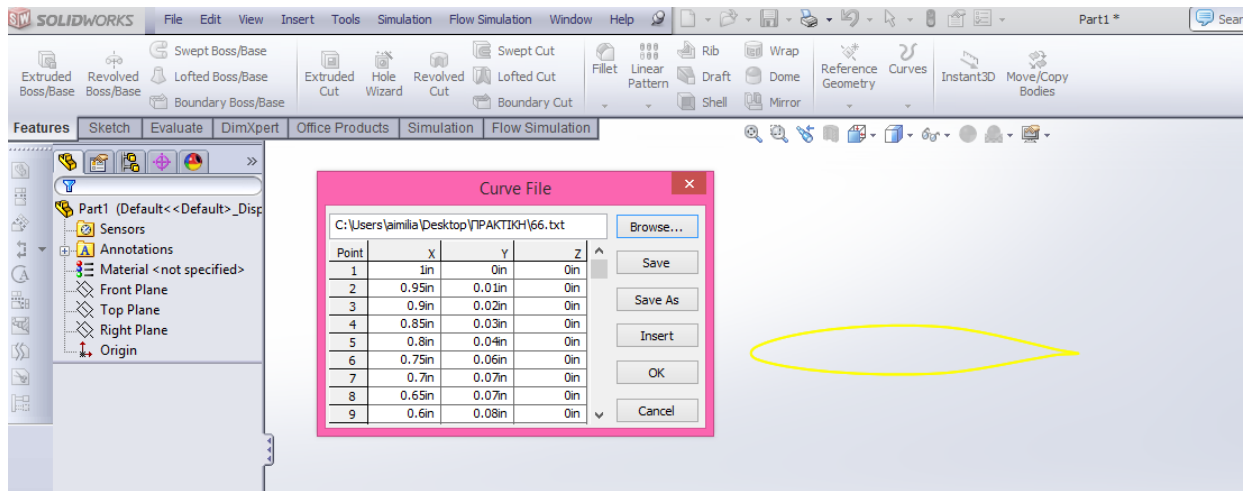 SOLIDWORKS File Edit View Insert Tools Simulation Flow Simulation Window Help Part1 * Sear
Extruded Boss/Base
Revolved Boss/Base
Swept Boss/Base
Lofted Boss/Base
Boundary Boss/Base
Extruded Cut
Hole Wizard
Revolved Cut
Swept Cut
Lofted Cut
Boundary Cut
Fillet
Linear Pattern
Rib
Draft
Shell
Wrap
Dome
Mirror
Reference Geometry
Curves
Instant3D
Move/Copy Bodies
Features Sketch Evaluate DimXpert Office Products Simulation Flow Simulation
Part1 (Default<<Default>_Disp
Sensors
Annotations
Material <not specified>
Front Plane
Top Plane
Right Plane
Origin
Curve File
C:\Users\aimilia\Desktop\ΠΡΑΚΤΙΚΗ\66.txt
Browse...
Save
Save As
Insert
OK
Cancel
Point X Y Z
1 1in 0in 0in
2 0.95in 0.01in 0in
3 0.9in 0.02in 0in
4 0.85in 0.03in 0in
5 0.8in 0.04in 0in
6 0.75in 0.06in 0in
7 0.7in 0.07in 0in
8 0.65in 0.07in 0in
9 0.6in 0.08in 0in